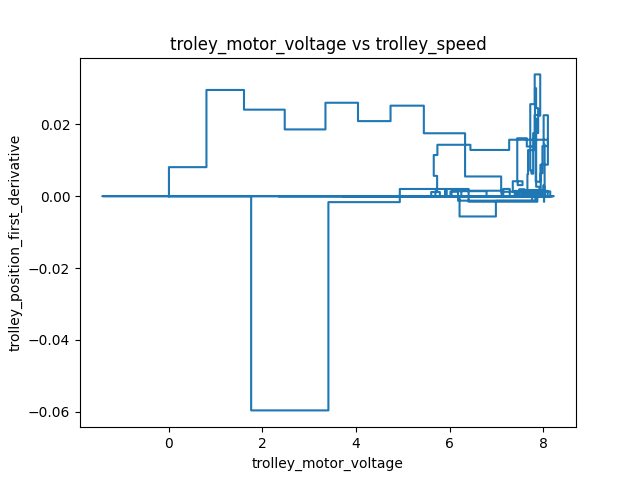 troley_motor_voltage vs trolley_speed
trolley_position_first_derivative
0.02
0.00
−0.02
−0.04
−0.06
0 2 4 6 8
trolley_motor_voltage